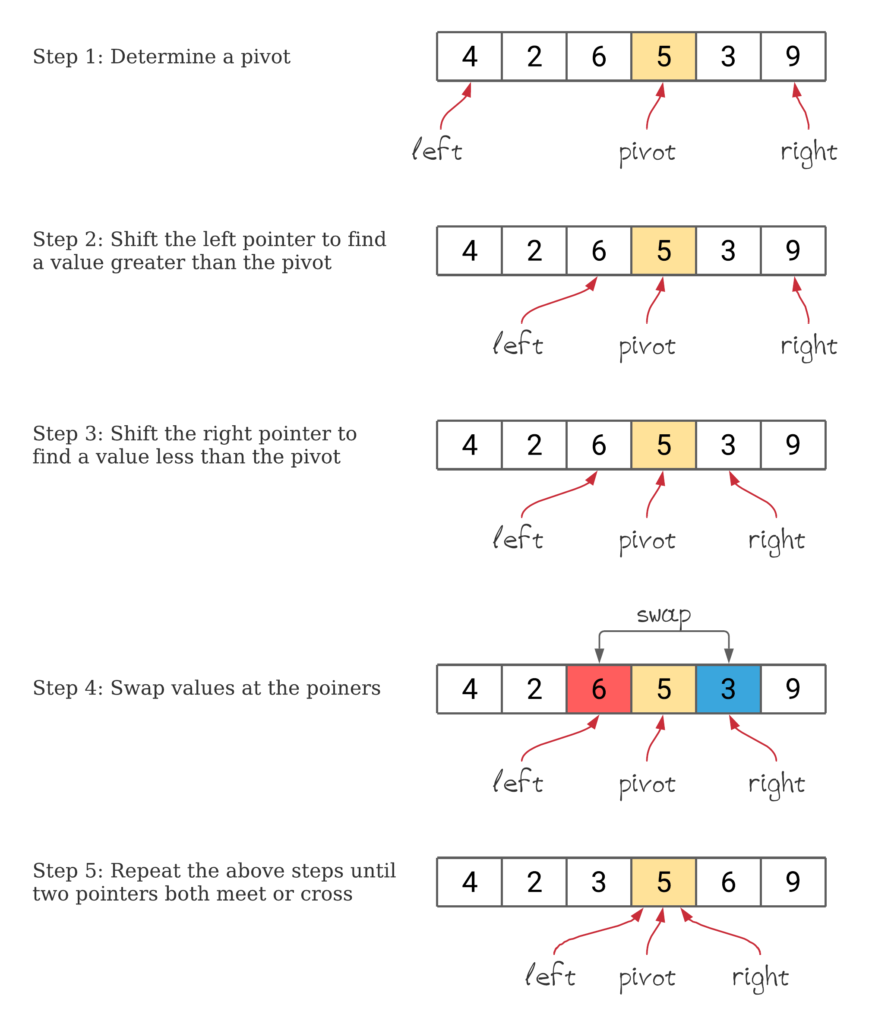 Step 1: Determine a pivot
4 2 6 5 3 9
left pivot right
Step 2: Shift the left pointer to find
a value greater than the pivot
4 2 6 5 3 9
left pivot right
Step 3: Shift the right pointer to
find a value less than the pivot
4 2 6 5 3 9
left pivot right
swap
Step 4: Swap values at the poiners
4 2 6 5 3 9
left pivot right
Step 5: Repeat the above steps until
two pointers both meet or cross
4 2 3 5 6 9
left pivot right